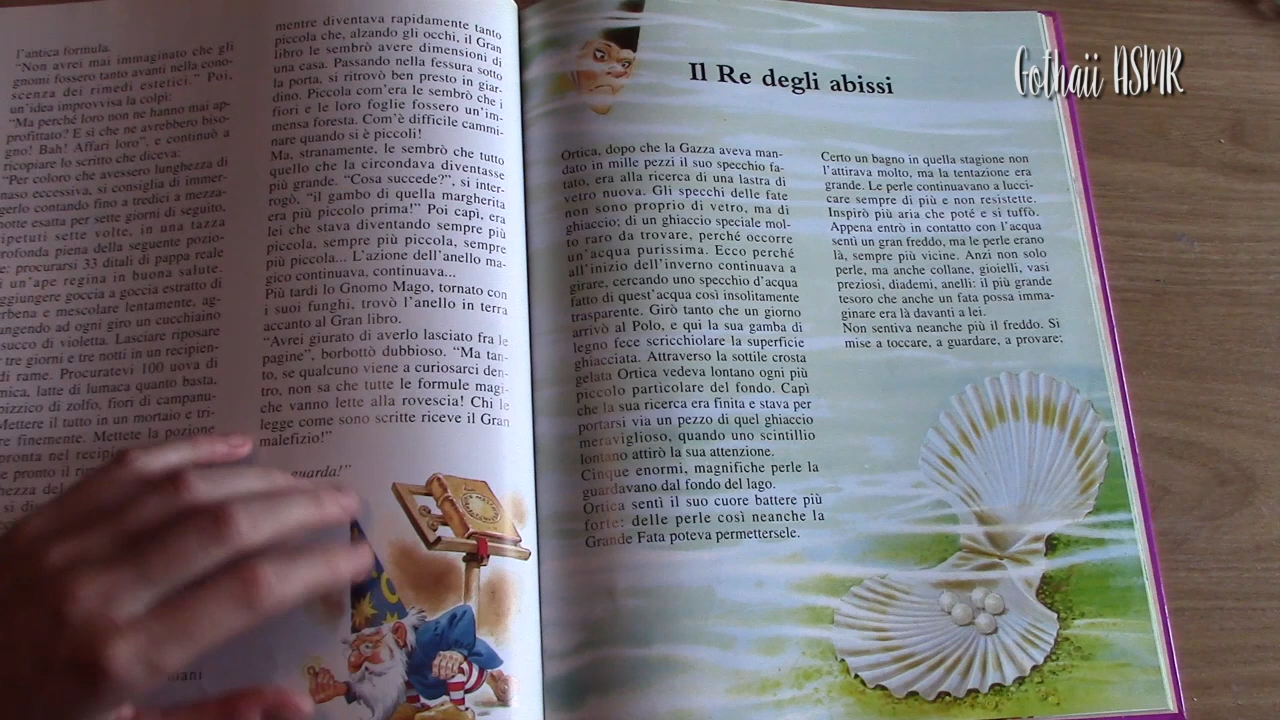 l'antica formula.
"Non avrei mai immaginato che gli
gnomi fossero tanto avanti nella cono-
scenza dei rimedi estetici." Poi,
un'idea improvvisa la colpì:
"Ma perché loro non ne hanno mai ap-
profittato? E sì che ne avrebbero biso-
gno! Bah! Affari loro", e continuò a
ricopiare lo scritto che diceva:
"Per coloro che avessero lunghezza di
naso eccessiva, si consiglia di immer-
gerlo contando fino a tredici a mezza-
notte esatta per sette giorni di seguito,
ripetuti sette volte, in una tazza
profonda piena della seguente pozio-
procurarsi 33 ditali di pappa reale
un'ape regina in buona salute.
ggiungere goccia a goccia estratto di
erbena e mescolare lentamente, ag-
ungendo ad ogni giro un cucchiaino
succo di violetta. Lasciare riposare
tre giorni e tre notti in un recipien-
di rame. Procuratevi 100 uova di
mica, latte di lumaca quanto basta,
pizzico di zolfo, fiori di campanu-
Mettere il tutto in un mortaio e tri-
re finemente. Mettete la pozione
pronta nel recip
e pronto il ri
ghezza del
si di
mentre diventava rapidamente tanto
piccola che, alzando gli occhi, il Gran
libro le sembrò avere dimensioni di
una casa. Passando nella fessura sotto
la porta, si ritrovò ben presto in giar-
dino. Piccola com'era le sembrò che i
fiori e le loro foglie fossero un'im-
mensa foresta. Com'è difficile cammi-
nare quando si è piccoli!
Ma, stranamente, le sembrò che tutto
quello che la circondava diventasse
più grande. "Cosa succede?", si inter-
rogò, "il gambo di quella margherita
era più piccolo prima!" Poi capì, era
lei che stava diventando sempre più
piccola, sempre più piccola, sempre
più piccola... L'azione dell'anello ma-
gico continuava, continuava...
Più tardi lo Gnomo Mago, tornato con
i suoi funghi, trovò l'anello in terra
accanto al Gran libro.
"Avrei giurato di averlo lasciato fra le
pagine", borbottò dubbioso. "Ma tan-
to, se qualcuno viene a curiosarci den-
tro, non sa che tutte le formule magi-
che vanno lette alla rovescia! Chi le
legge come sono scritte riceve il Gran
malefizio!"
guarda!"
Il Re degli abissi
Ortica, dopo che la Gazza aveva man-
dato in mille pezzi il suo specchio fa-
tato, era alla ricerca di una lastra di
vetro nuova. Gli specchi delle fate
non sono proprio di vetro, ma di
ghiaccio; di un ghiaccio speciale mol-
to raro da trovare, perché occorre
un'acqua purissima. Ecco perché
all'inizio dell'inverno continuava a
girare, cercando uno specchio d'acqua
fatto di quest'acqua così insolitamente
trasparente. Girò tanto che un giorno
arrivò al Polo, e qui la sua gamba di
legno fece scricchiolare la superficie
ghiacciata. Attraverso la sottile crosta
gelata Ortica vedeva lontano ogni più
piccolo particolare del fondo. Capì
che la sua ricerca era finita e stava per
portarsi via un pezzo di quel ghiaccio
meraviglioso, quando uno scintillio
lontano attirò la sua attenzione.
Cinque enormi, magnifiche perle la
guardavano dal fondo del lago.
Ortica sentì il suo cuore battere più
forte: delle perle così neanche la
Grande Fata poteva permettersele.
Certo un bagno in quella stagione non
l'attirava molto, ma la tentazione era
grande. Le perle continuavano a lucci-
care sempre di più e non resistette.
Inspirò più aria che poté e si tuffò.
Appena entrò in contatto con l'acqua
sentì un gran freddo, ma le perle erano
là, sempre più vicine. Anzi non solo
perle, ma anche collane, gioielli, vasi
preziosi, diademi, anelli: il più grande
tesoro che anche un fata possa imma-
ginare era là davanti a lei.
Non sentiva neanche più il freddo. Si
mise a toccare, a guardare, a provare;
Gothaii ASMR